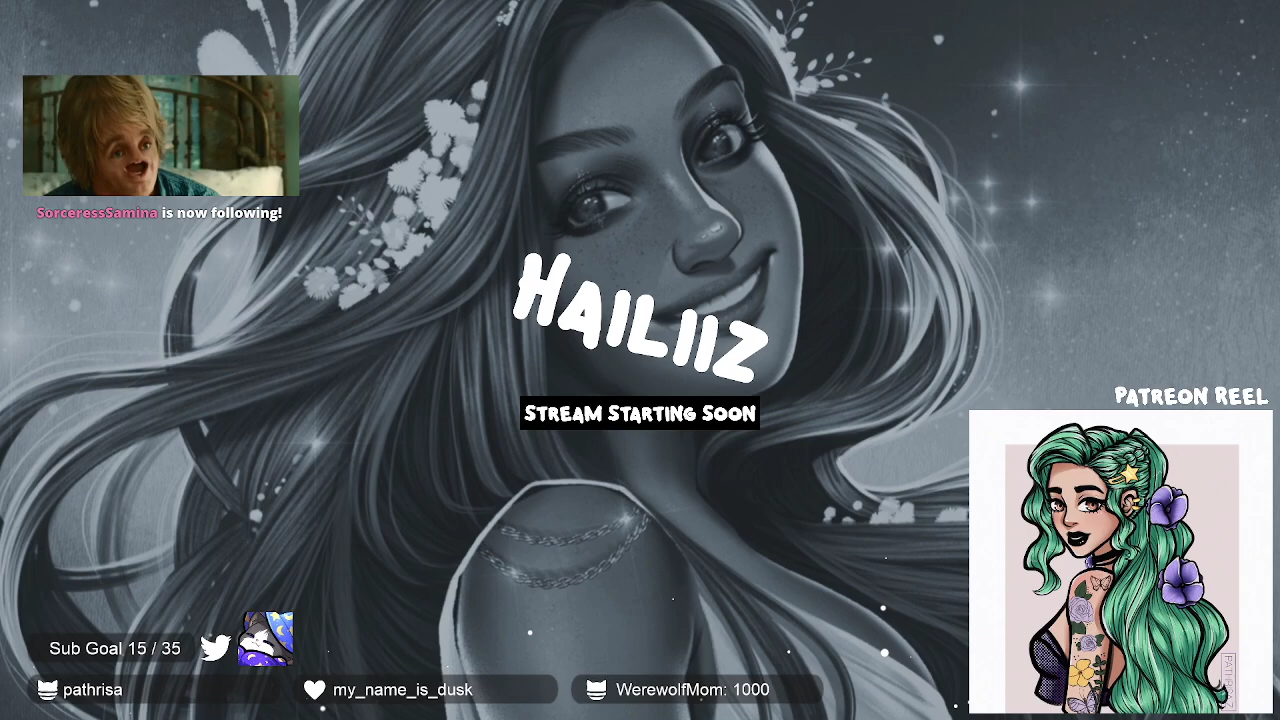 SorceressSamina is now following!
HAILIIZ
STREAM STARTING SOON
PATREON REEL
Sub Goal 15 / 35
pathrisa
my_name_is_dusk
WerewolfMom: 1000